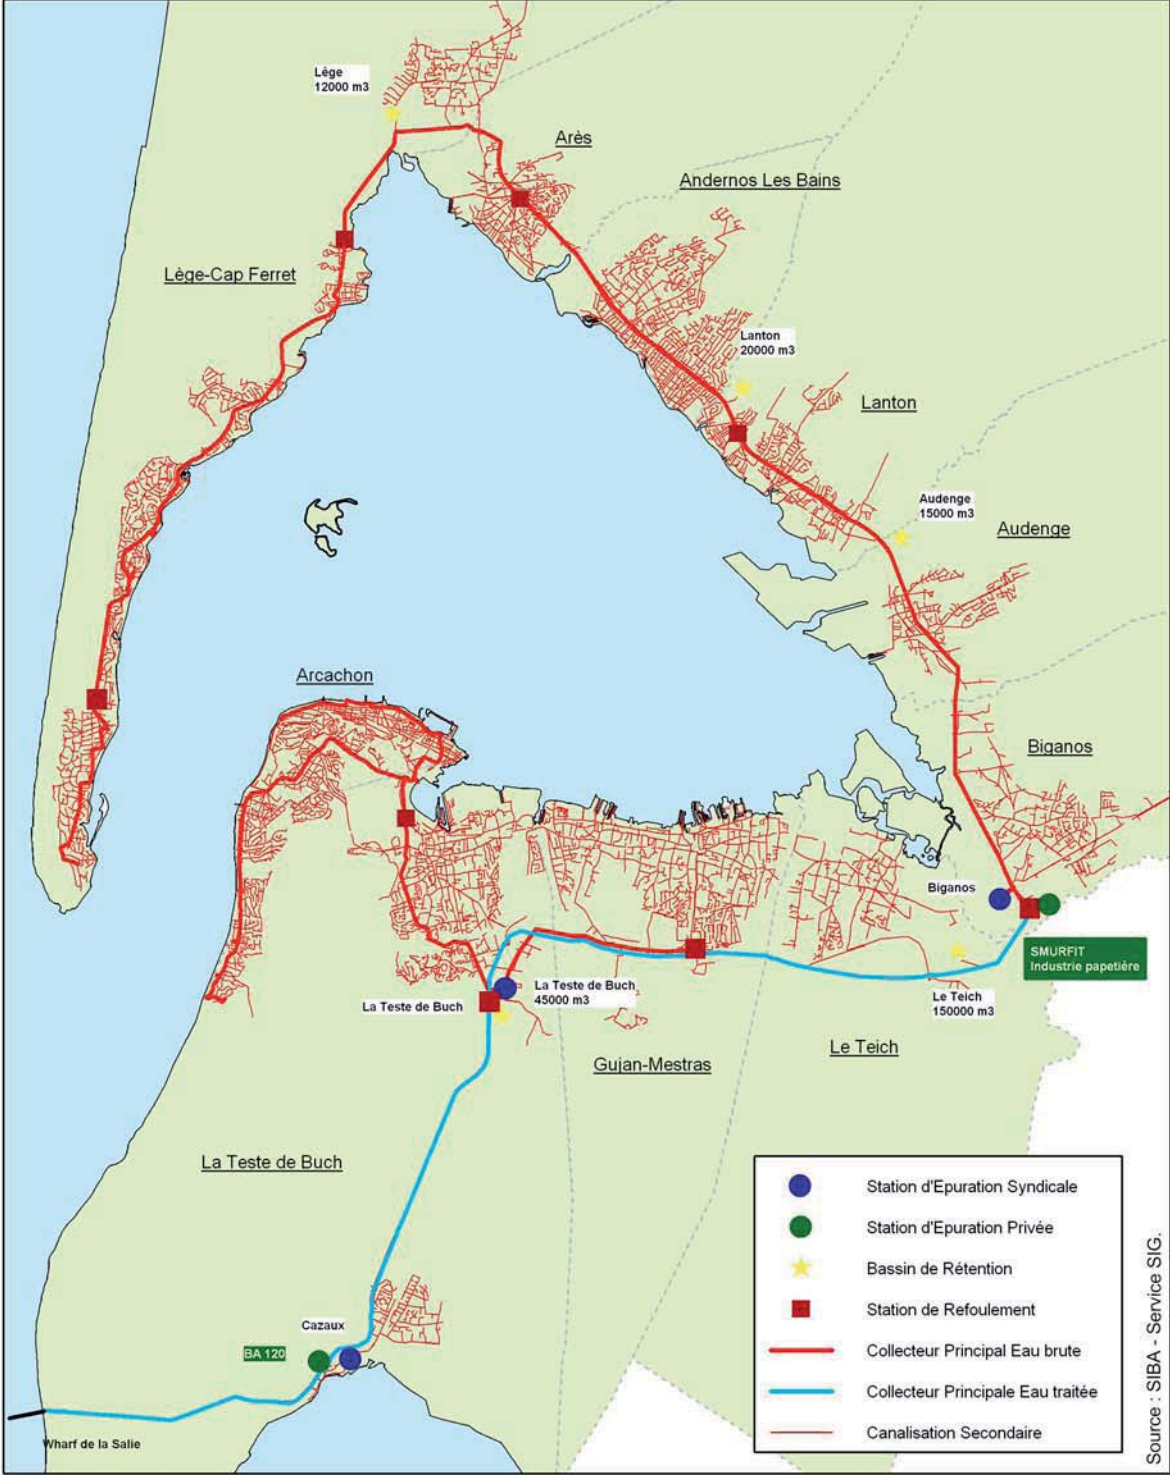 Lège
12000 m3
Arès
Andernos Les Bains
Lège-Cap Ferret
Lanton
20000 m3
Lanton
Audenge
15000 m3
Audenge
Arcachon
Biganos
Biganos
SMURFIT
Industrie papetière
La Teste de Buch
45000 m3
La Teste de Buch
Le Teich
150000 m3
Le Teich
Gujan-Mestras
La Teste de Buch
Cazaux
BA 120
Wharf de la Salie
Station d'Epuration Syndicale
Station d'Epuration Privée
Bassin de Rétention
Station de Refoulement
Collecteur Principal Eau brute
Collecteur Principale Eau traitée
Canalisation Secondaire
Source : SIBA - Service SIG.